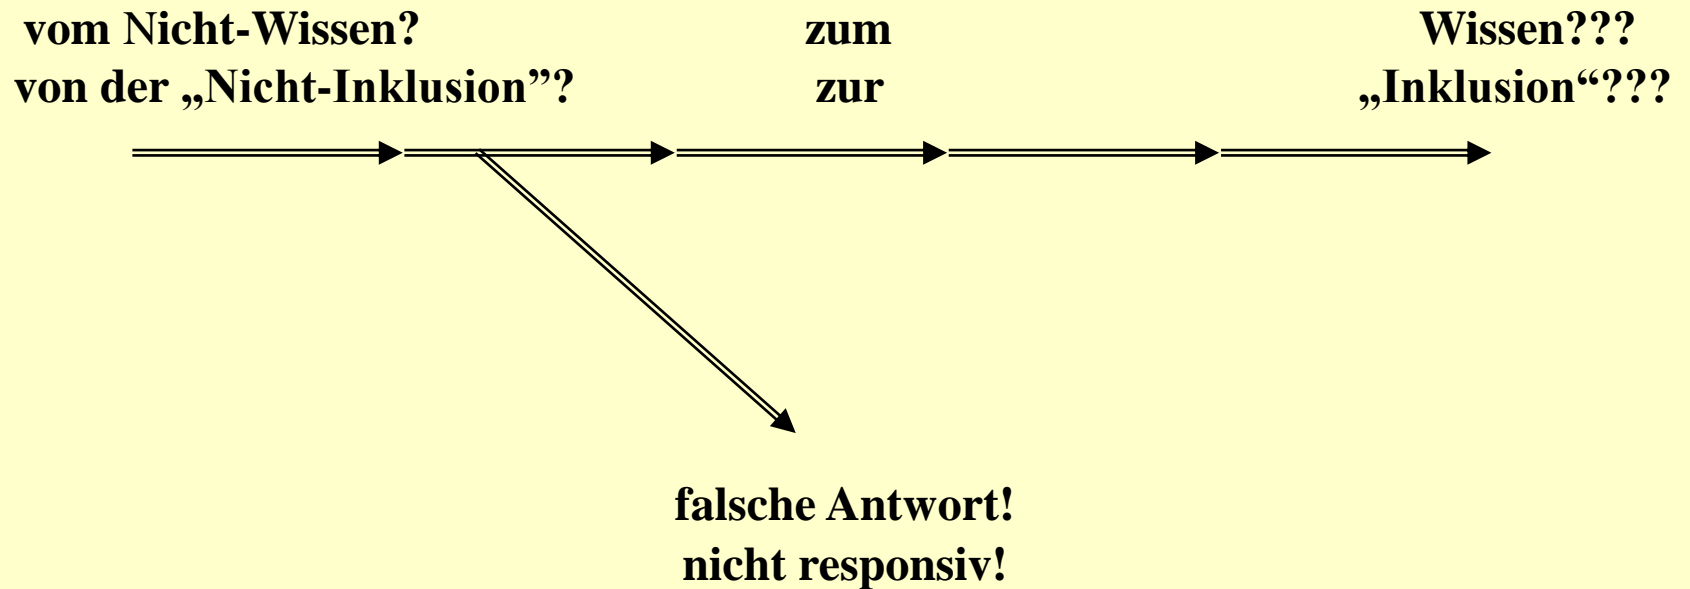 vom Nicht-Wissen? zum Wissen???
von der „Nicht-Inklusion”? zur „Inklusion“???
falsche Antwort!
nicht responsiv!